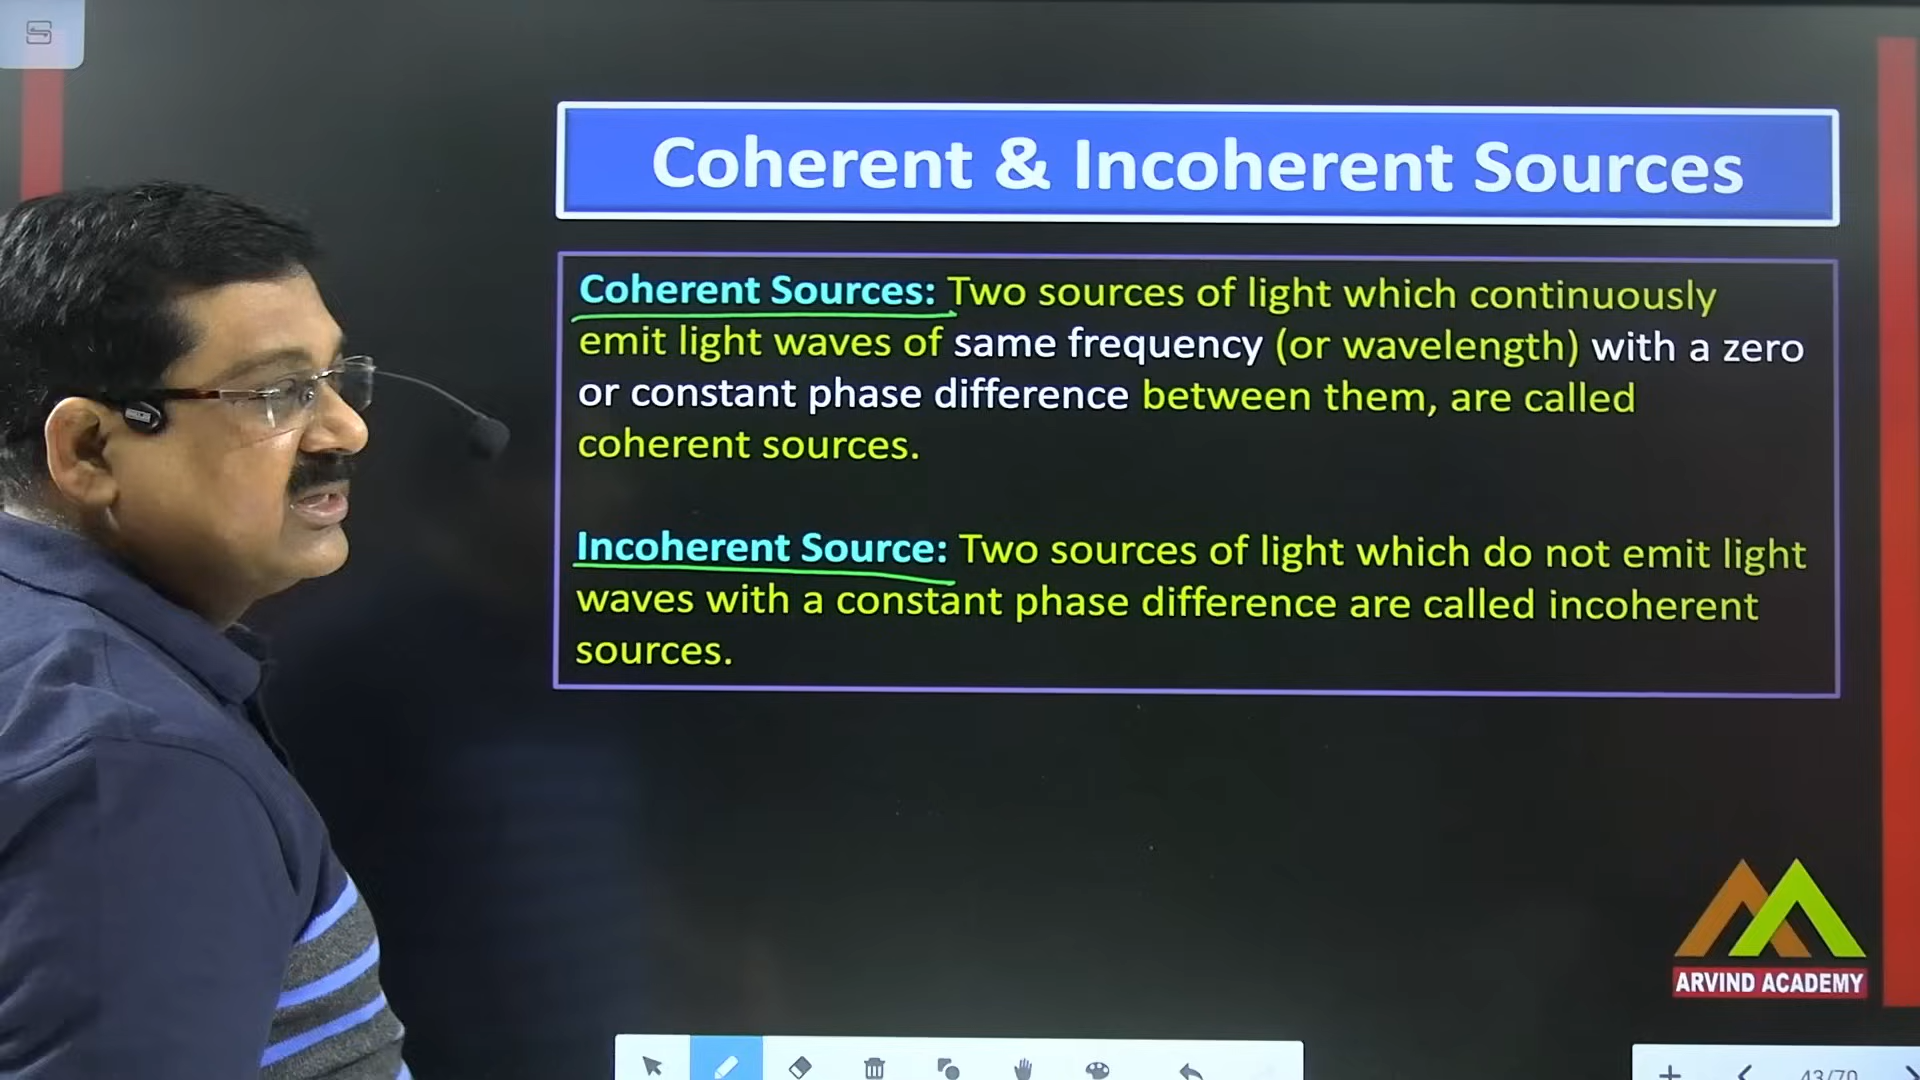 Coherent & Incoherent Sources
Coherent Sources: Two sources of light which continuously
emit light waves of same frequency (or wavelength) with a zero
or constant phase difference between them, are called
coherent sources.
Incoherent Source: Two sources of light which do not emit light
waves with a constant phase difference are called incoherent
sources.
ARVIND ACADEMY
43/70